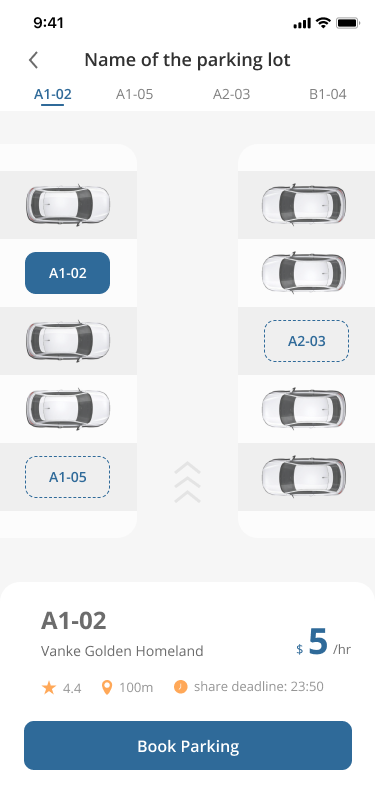 9:41
Name of the parking lot
A1-02 A1-05 A2-03 B1-04
A1-02
A2-03
A1-05
A1-02
Vanke Golden Homeland
$ 5 /hr
4.4 100m share deadline: 23:50
Book Parking